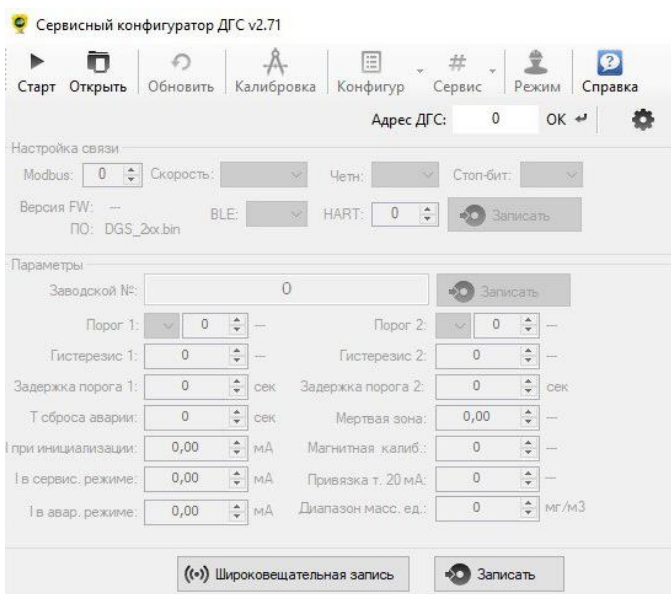 Сервисный конфигуратор ДГС v2.71
Старт Открыть Обновить Калибровка Конфигур Сервис Режим Справка
Адрес ДГС: 0 OK
Настройка связи
Modbus: 0 Скорость: Четн: Стоп-бит:
Версия FW: --- BLE: HART: 0 Записать
ПО: DGS_2xx.bin
Параметры
Заводской №: 0 Записать
Порог 1: 0 --- Порог 2: 0 ---
Гистерезис 1: 0 --- Гистерезис 2: 0 ---
Задержка порога 1: 0 сек Задержка порога 2: 0 сек
Т сброса аварии: 0 сек Мертвая зона: 0,00 ---
I при инициализации: 0,00 мА Магнитная калиб.: 0 ---
I в сервис. режиме: 0,00 мА Привязка т. 20 мА: 0 ---
I в авар. режиме: 0,00 мА Диапазон масс. ед.: 0 мг/м3
Широковещательная запись Записать